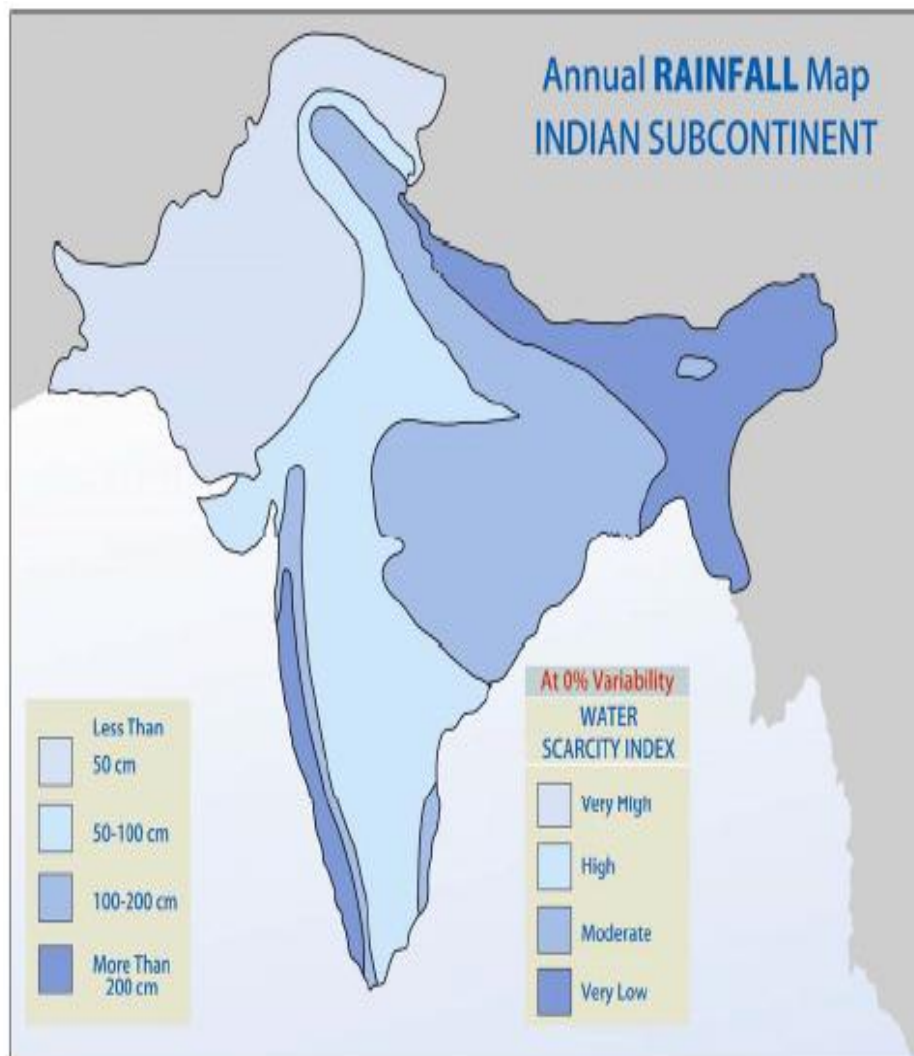 Annual RAINFALL Map
INDIAN SUBCONTINENT
Less Than
50 cm
50-100 cm
100-200 cm
More Than
200 cm
At 0% Variability
WATER
SCARCITY INDEX
Very High
High
Moderate
Very Low